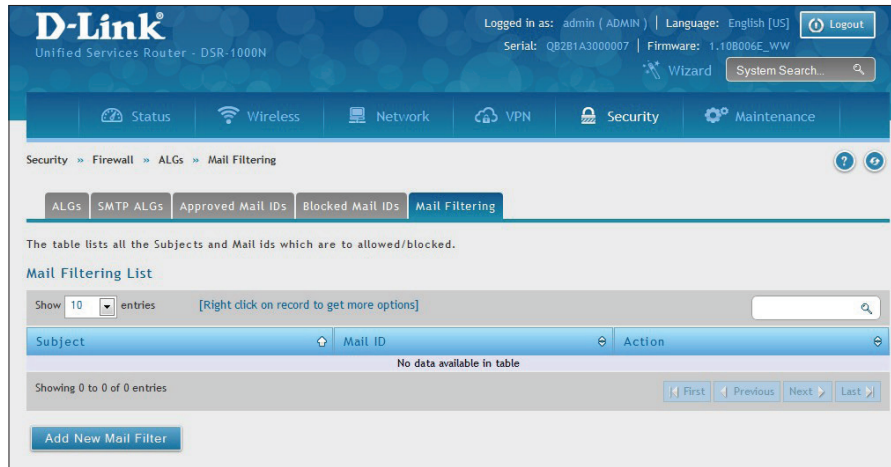 D-Link
Unified Services Router - DSR-1000N
Logged in as: admin ( ADMIN ) | Language: English [US]
Logout
Serial: QB2B1A3000007 | Firmware: 1.10B006E_WW
Wizard
System Search...
Status
Wireless
Network
VPN
Security
Maintenance
Security » Firewall » ALGs » Mail Filtering
ALGs
SMTP ALGs
Approved Mail IDs
Blocked Mail IDs
Mail Filtering
The table lists all the Subjects and Mail ids which are to allowed/blocked.
Mail Filtering List
Show 10 entries
[Right click on record to get more options]
Subject
Mail ID
Action
No data available in table
Showing 0 to 0 of 0 entries
First
Previous
Next
Last
Add New Mail Filter